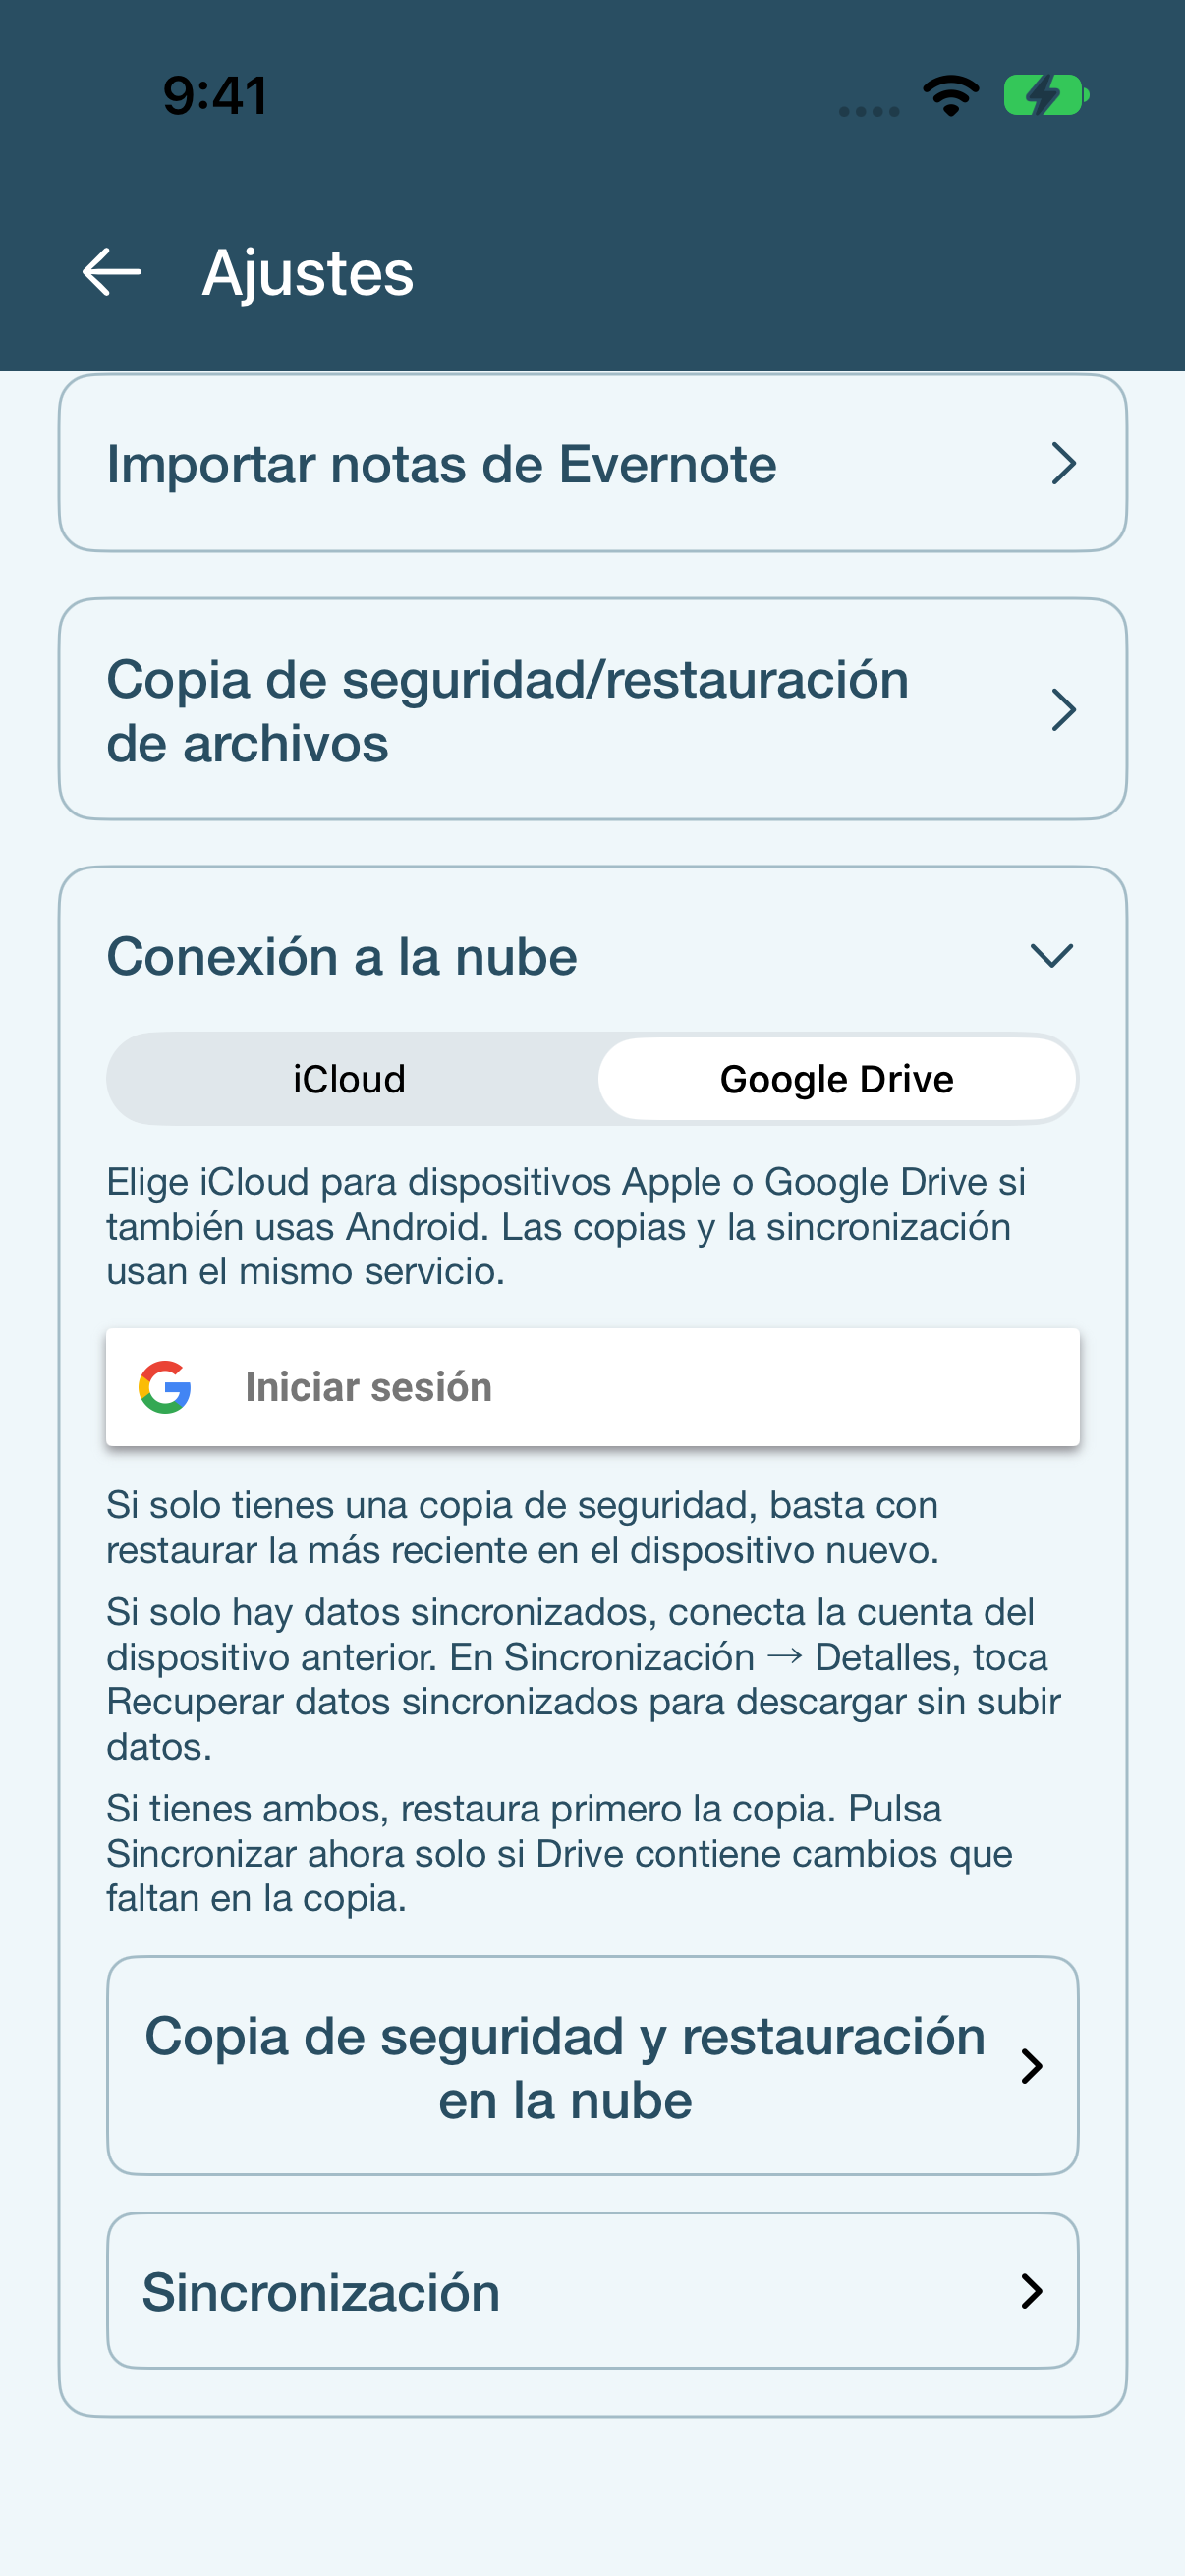 9:41
Ajustes
Importar notas de Evernote
Copia de seguridad/restauración
de archivos
Conexión a la nube
iCloud
Google Drive
Elige iCloud para dispositivos Apple o Google Drive si
también usas Android. Las copias y la sincronización
usan el mismo servicio.
Iniciar sesión
Si solo tienes una copia de seguridad, basta con
restaurar la más reciente en el dispositivo nuevo.
Si solo hay datos sincronizados, conecta la cuenta del
dispositivo anterior. En Sincronización → Detalles, toca
Recuperar datos sincronizados para descargar sin subir
datos.
Si tienes ambos, restaura primero la copia. Pulsa
Sincronizar ahora solo si Drive contiene cambios que
faltan en la copia.
Copia de seguridad y restauración
en la nube
Sincronización